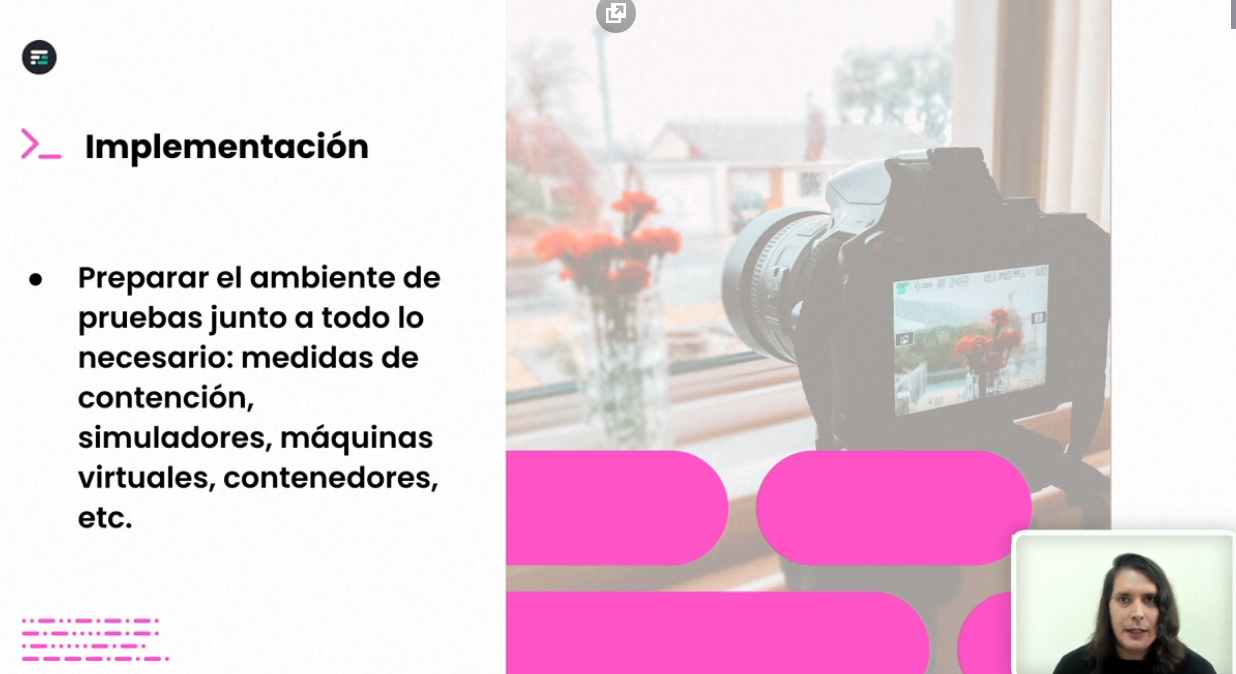 Implementación
● Preparar el ambiente de
pruebas junto a todo lo
necesario: medidas de
contención,
simuladores, máquinas
virtuales, contenedores,
etc.